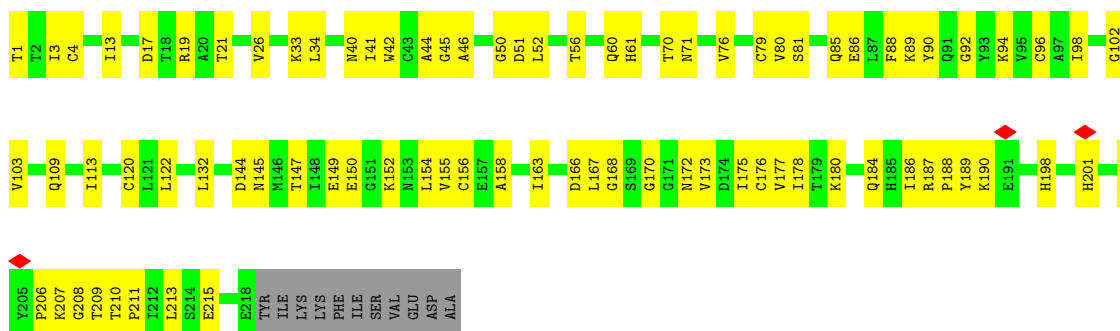 T1 T2 I3 C4 I13 D17 T18 R19 A20 T21 V26 K33 L34 N40 I41 W42 C43 A44 G45 A46 G50 D51 L52 T56 Q60 H61 T70 N71 V76 C79 V80 S81 Q85 E86 L87 F88 K89 Y90 Q91 G92 Y93 K94 V95 C96 A97 I98 G102
V103 Q109 I113 C120 L121 L122 L132 D144 N145 M146 T147 I148 E149 E150 G151 K152 N153 L154 V155 C156 E157 A158 I163 D166 L167 G168 S169 G170 G171 N172 V173 D174 I175 C176 V177 I178 T179 K180 Q184 H185 I186 R187 P188 Y189 K190 E191 H198 H201
Y205 P206 K207 G208 T209 T210 P211 I212 L213 S214 E215 E218 TYR ILE LYS LYS PHE ILE SER VAL GLU ASP ALA